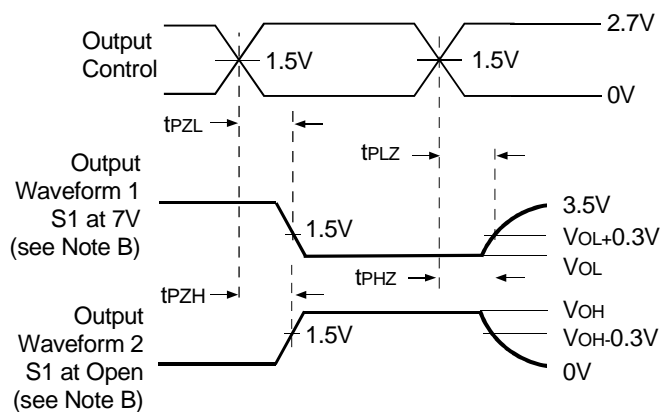 2.7V
Output
Control
1.5V
1.5V
0V
tPZL
tPLZ
Output
Waveform 1
S1 at 7V
(see Note B)
3.5V
1.5V
VOL+0.3V
VOL
tPZH
tPHZ
VOH
Output
Waveform 2
S1 at Open
(see Note B)
1.5V
VOH-0.3V
0V